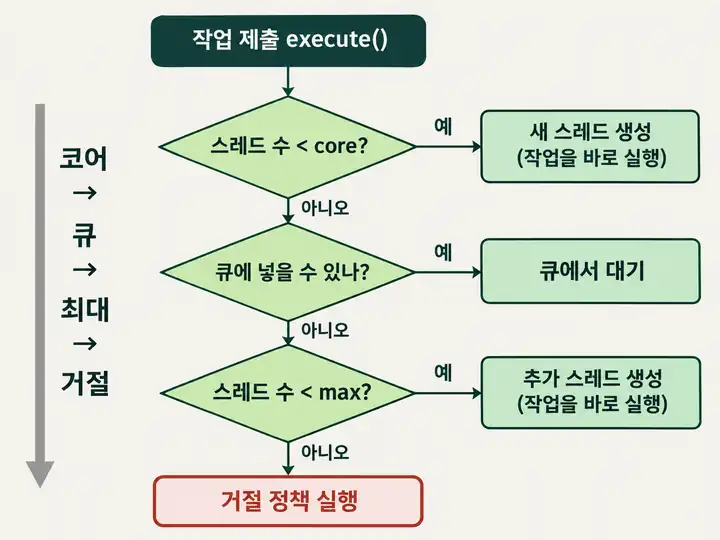 작업 제출 execute()
스레드 수 < core?
예
새 스레드 생성
(작업을 바로 실행)
아니오
큐에 넣을 수 있나?
예
큐에서 대기
아니오
스레드 수 < max?
예
추가 스레드 생성
(작업을 바로 실행)
아니오
거절 정책 실행
코어
→
큐
→
최대
→
거절